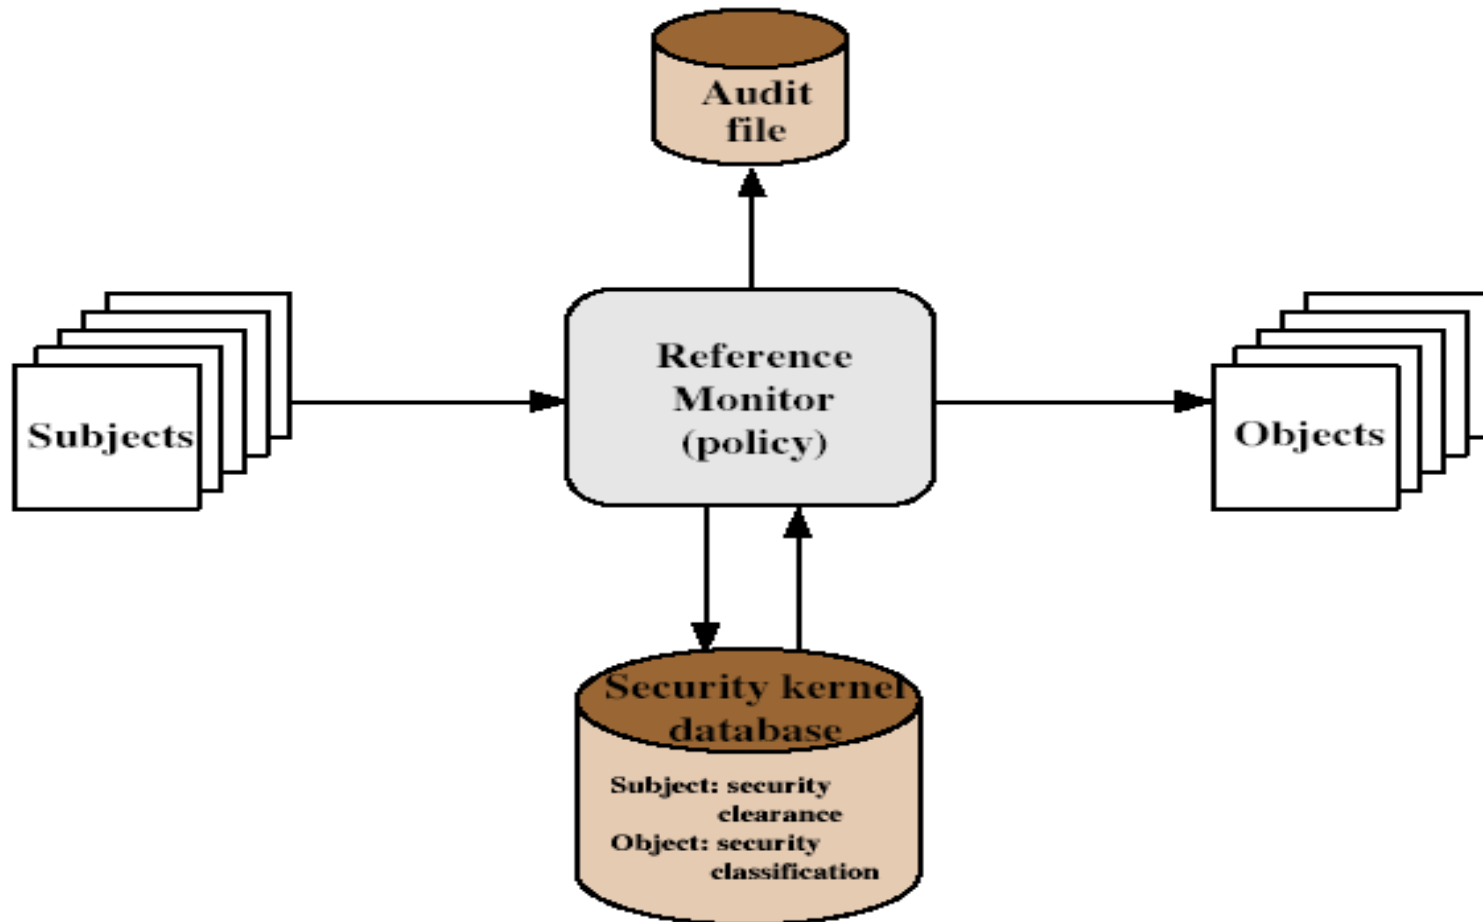 Audit
file
Reference
Monitor
(policy)
Subjects
Objects
Security kernel
database
Subject: security
clearance
Object: security
classification